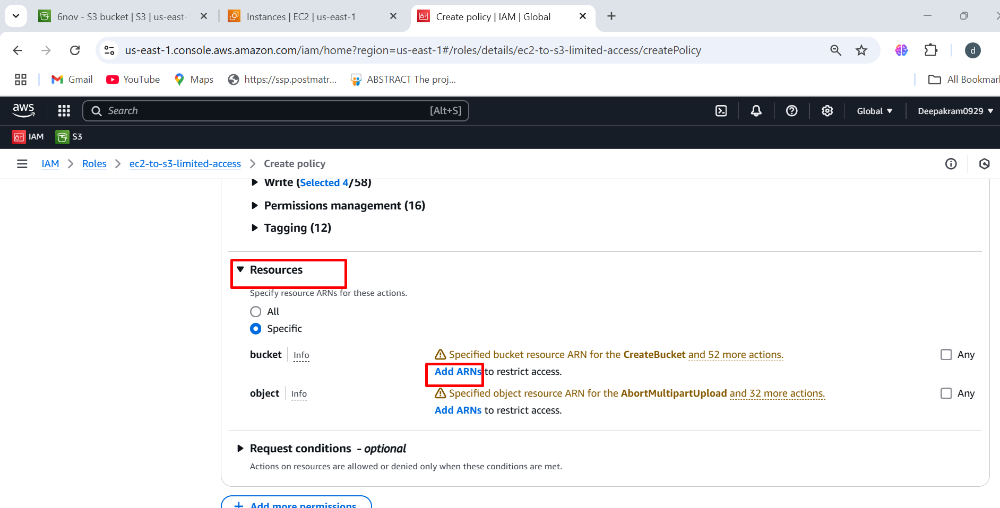 6nov - S3 bucket | S3 | us-east-
Instances | EC2 | us-east-1
Create policy | IAM | Global
us-east-1.console.aws.amazon.com/iam/home?region=us-east-1#/roles/details/ec2-to-s3-limited-access/createPolicy
d
Gmail
YouTube
Maps
https://ssp.postmatr...
ABSTRACT The proj...
All Bookmar
aws
Search
[Alt+S]
Global
Deepakram0929
IAM
S3
IAM
Roles
ec2-to-s3-limited-access
Create policy
Write (Selected 4/58)
Permissions management (16)
Tagging (12)
Resources
Specify resource ARNs for these actions.
All
Specific
bucket
Info
Specified bucket resource ARN for the CreateBucket and 52 more actions.
Any
Add ARNs to restrict access.
object
Info
Specified object resource ARN for the AbortMultipartUpload and 32 more actions.
Any
Add ARNs to restrict access.
Request conditions - optional
Actions on resources are allowed or denied only when these conditions are met.
+ Add more permissions